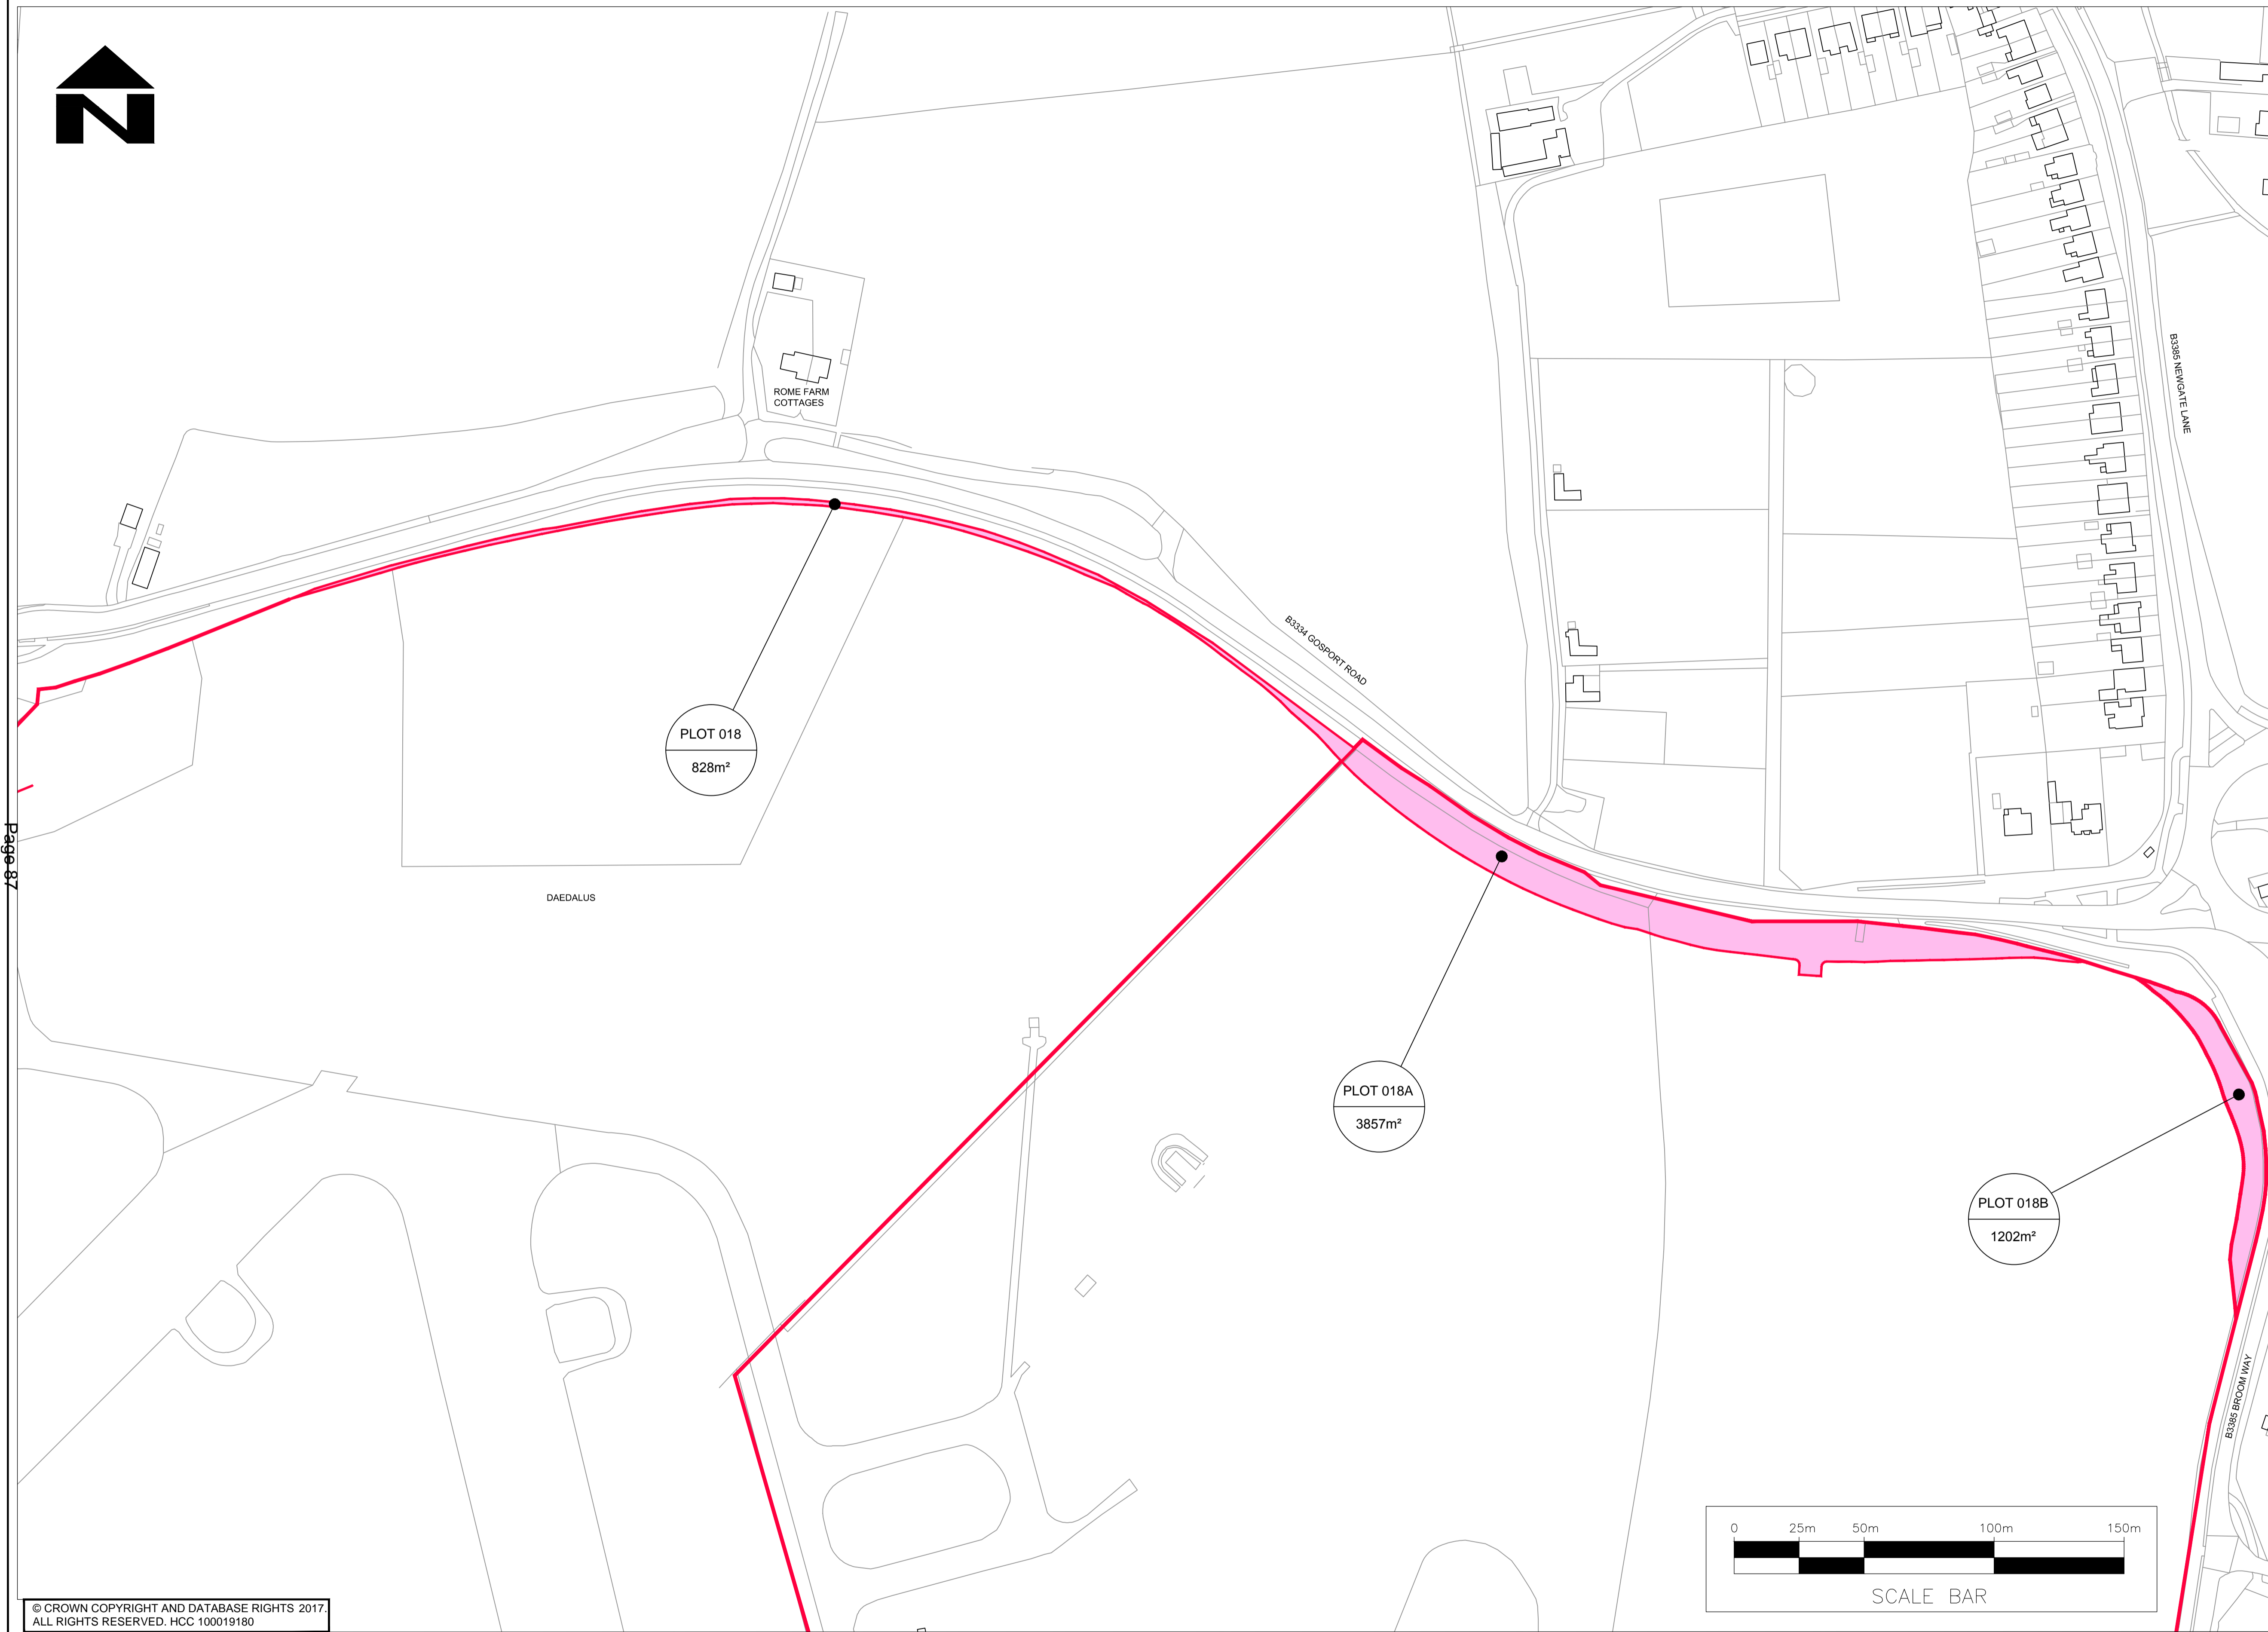 N
ROME FARM
COTTAGES
B3385 NEWGATE LANE
B3334 GOSPORT ROAD
PLOT 018
828m²
Page 87
DAEDALUS
PLOT 018A
3857m²
PLOT 018B
1202m²
B3385 BROOM WAY
0 25m 50m 100m 150m
SCALE BAR
© CROWN COPYRIGHT AND DATABASE RIGHTS 2017.
ALL RIGHTS RESERVED. HCC 100019180